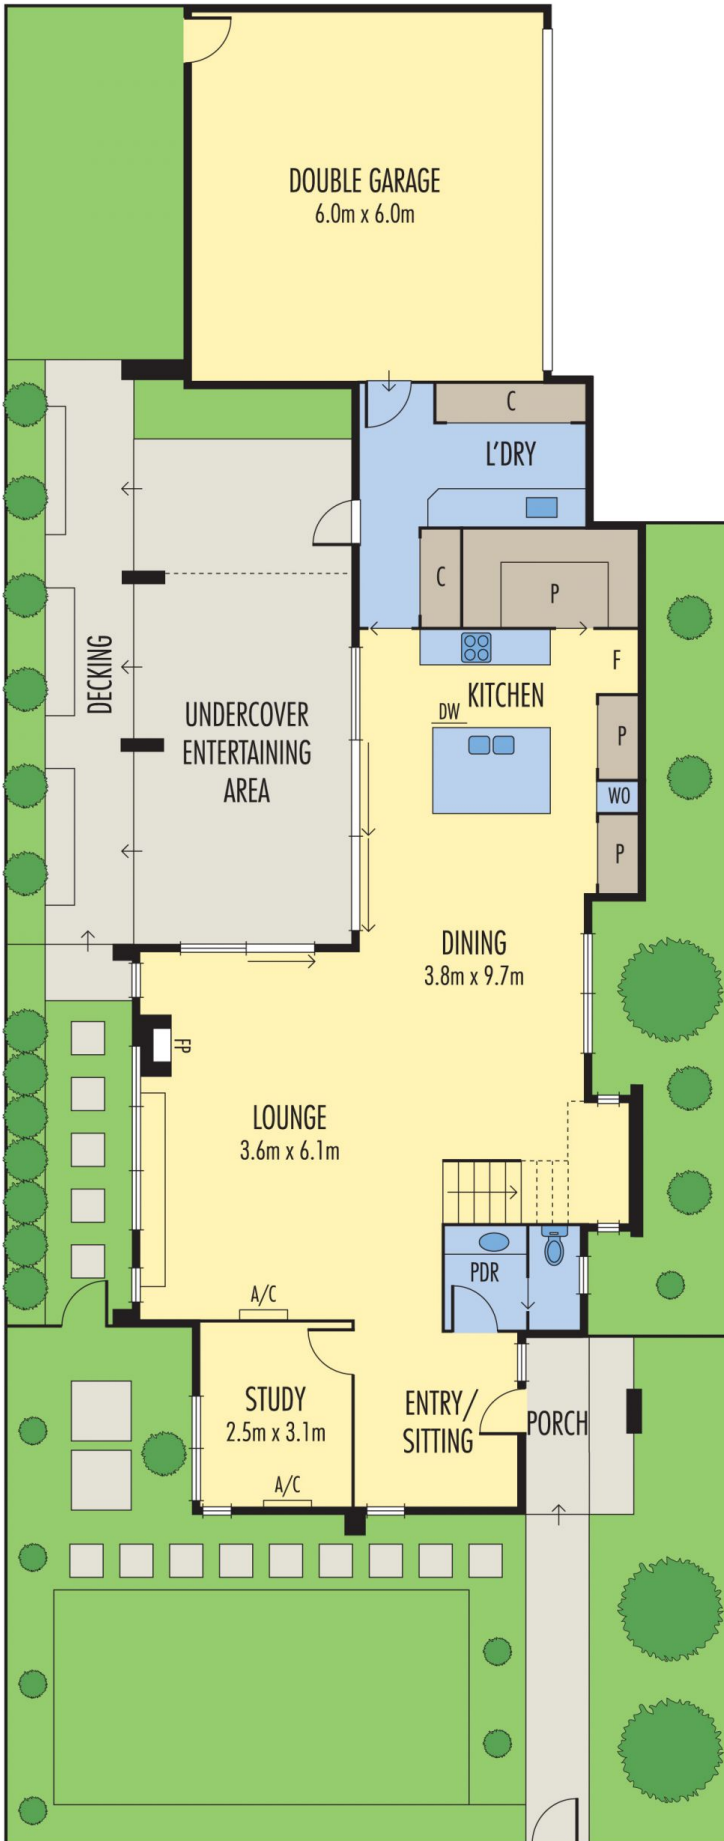 DOUBLE GARAGE
6.0m x 6.0m
C
L'DRY
C
P
F
KITCHEN
DW
P
WO
P
DECKING
UNDERCOVER
ENTERTAINING
AREA
DINING
3.8m x 9.7m
FP
LOUNGE
3.6m x 6.1m
PDR
A/C
STUDY
2.5m x 3.1m
A/C
ENTRY/
SITTING
PORCH